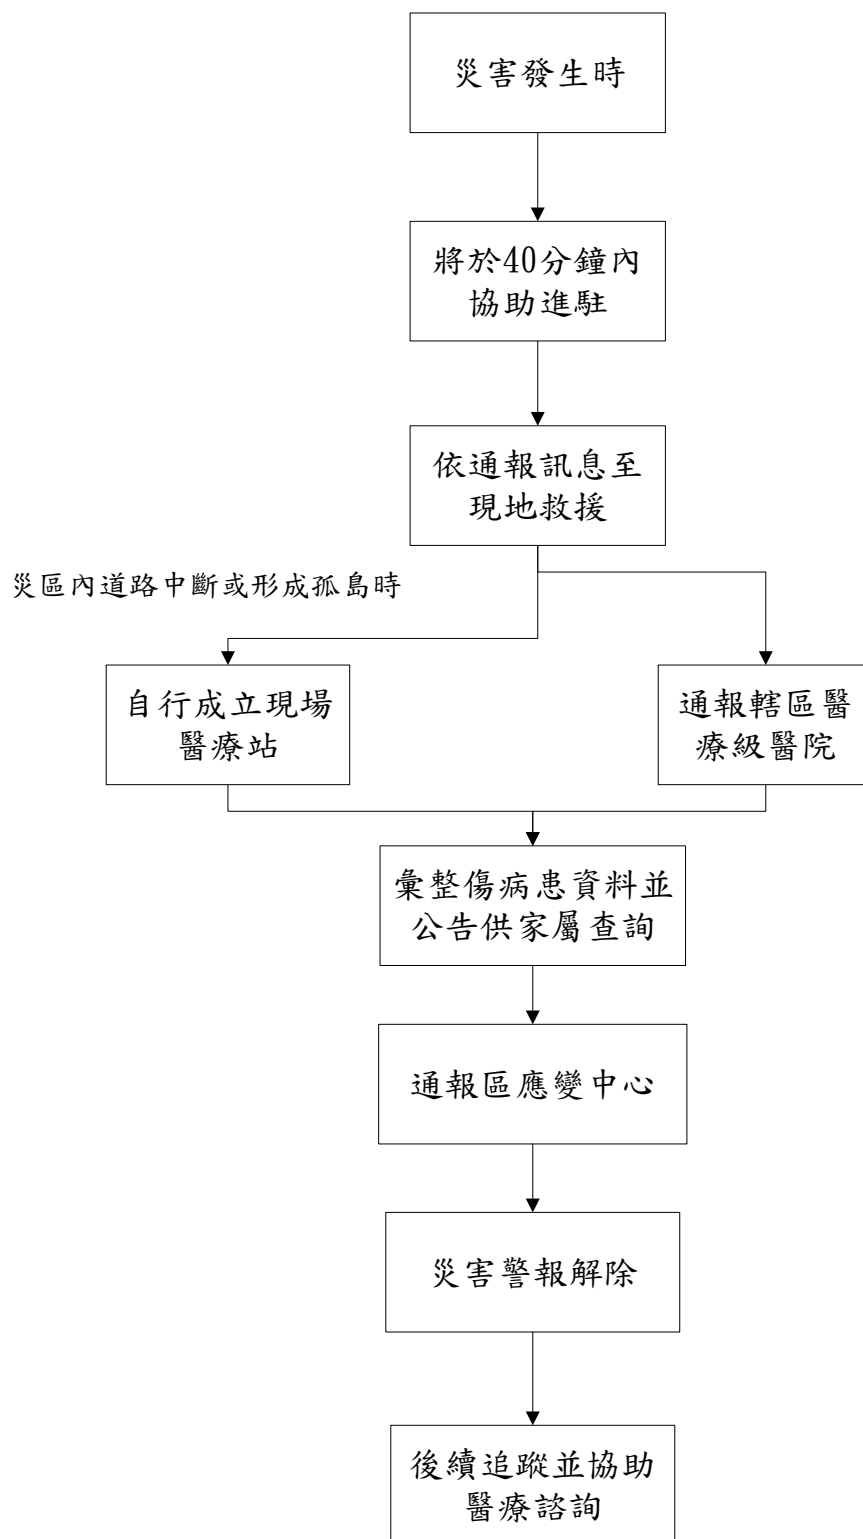 災害發生時
將於40分鐘內
協助進駐
依通報訊息至
現地救援
災區內道路中斷或形成孤島時
自行成立現場
醫療站
通報轄區醫
療級醫院
彙整傷病患資料並
公告供家屬查詢
通報區應變中心
災害警報解除
後續追蹤並協助
醫療諮詢